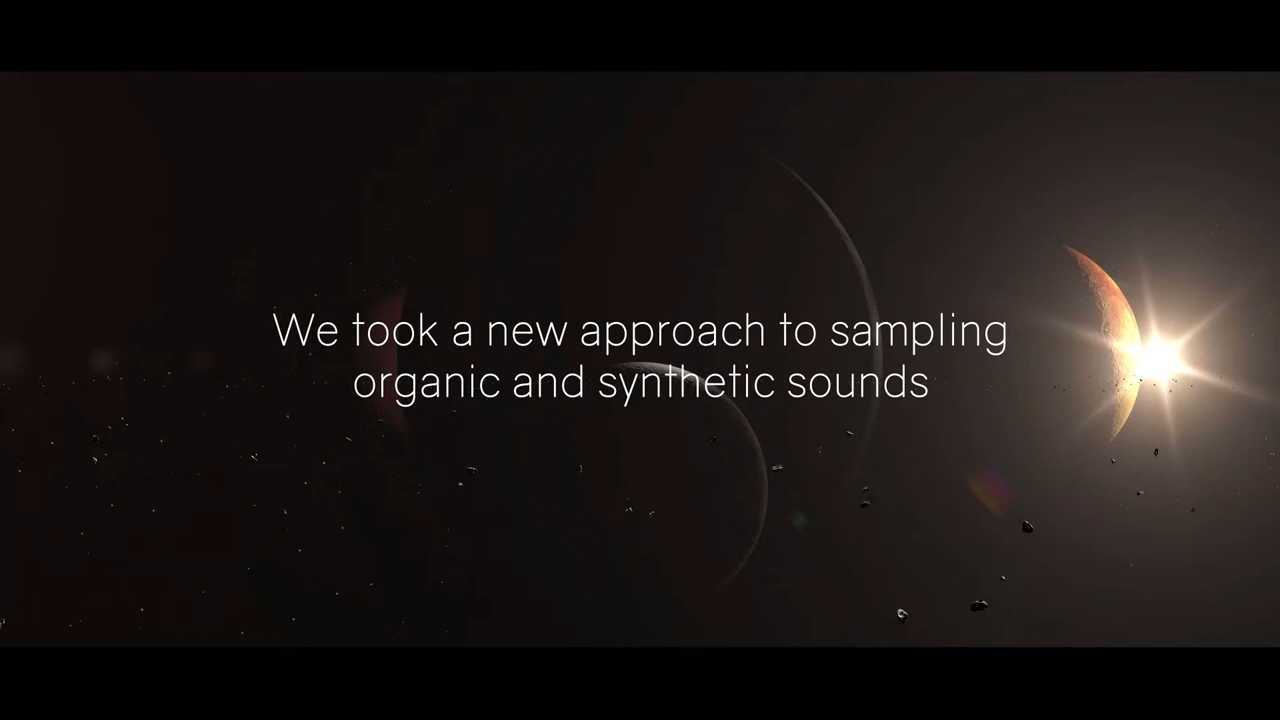 We took a new approach to sampling
organic and synthetic sounds